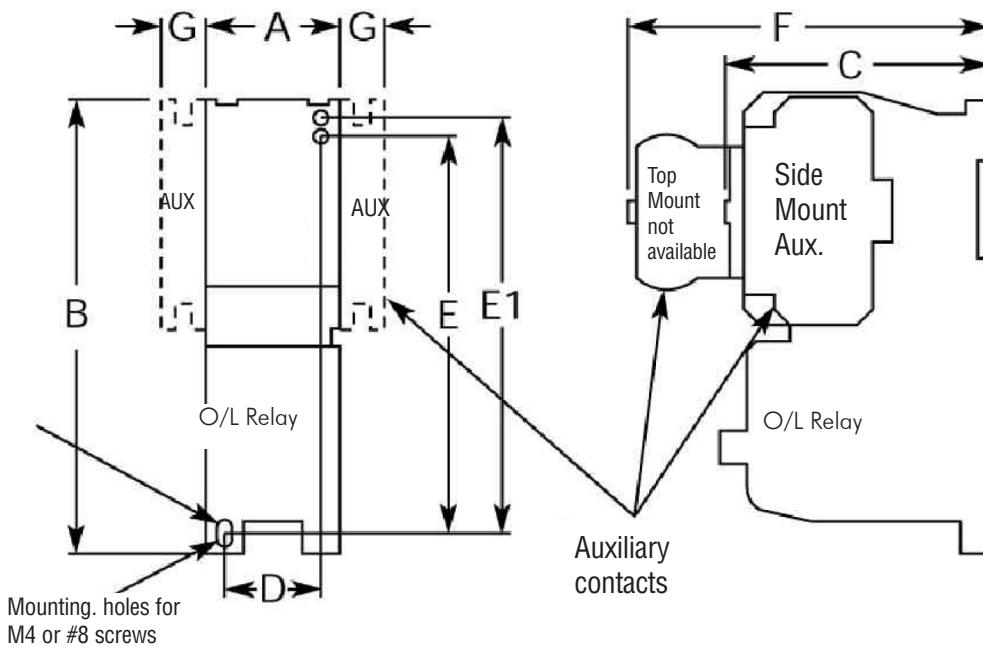 G
A
G
F
C
AUX
AUX
Top
Mount
not
available
Side
Mount
Aux.
B
E
E1
O/L Relay
O/L Relay
D
Auxiliary
contacts
Mounting. holes for
M4 or #8 screws